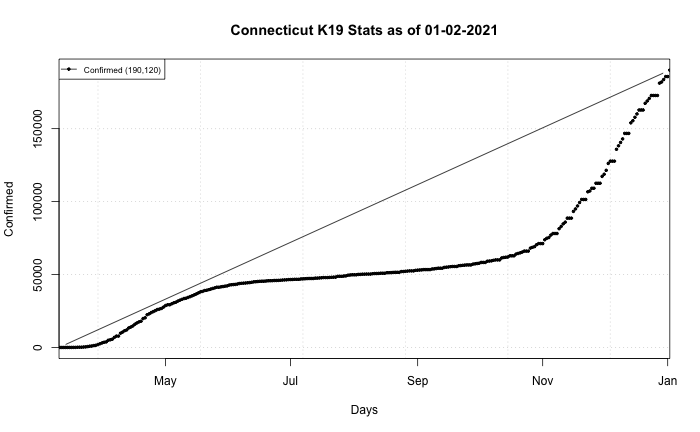 Connecticut K19 Stats as of 01-02-2021
Confirmed (190,120)
Confirmed
150000
100000
50000
0
May Jul Sep Nov Jan
Days